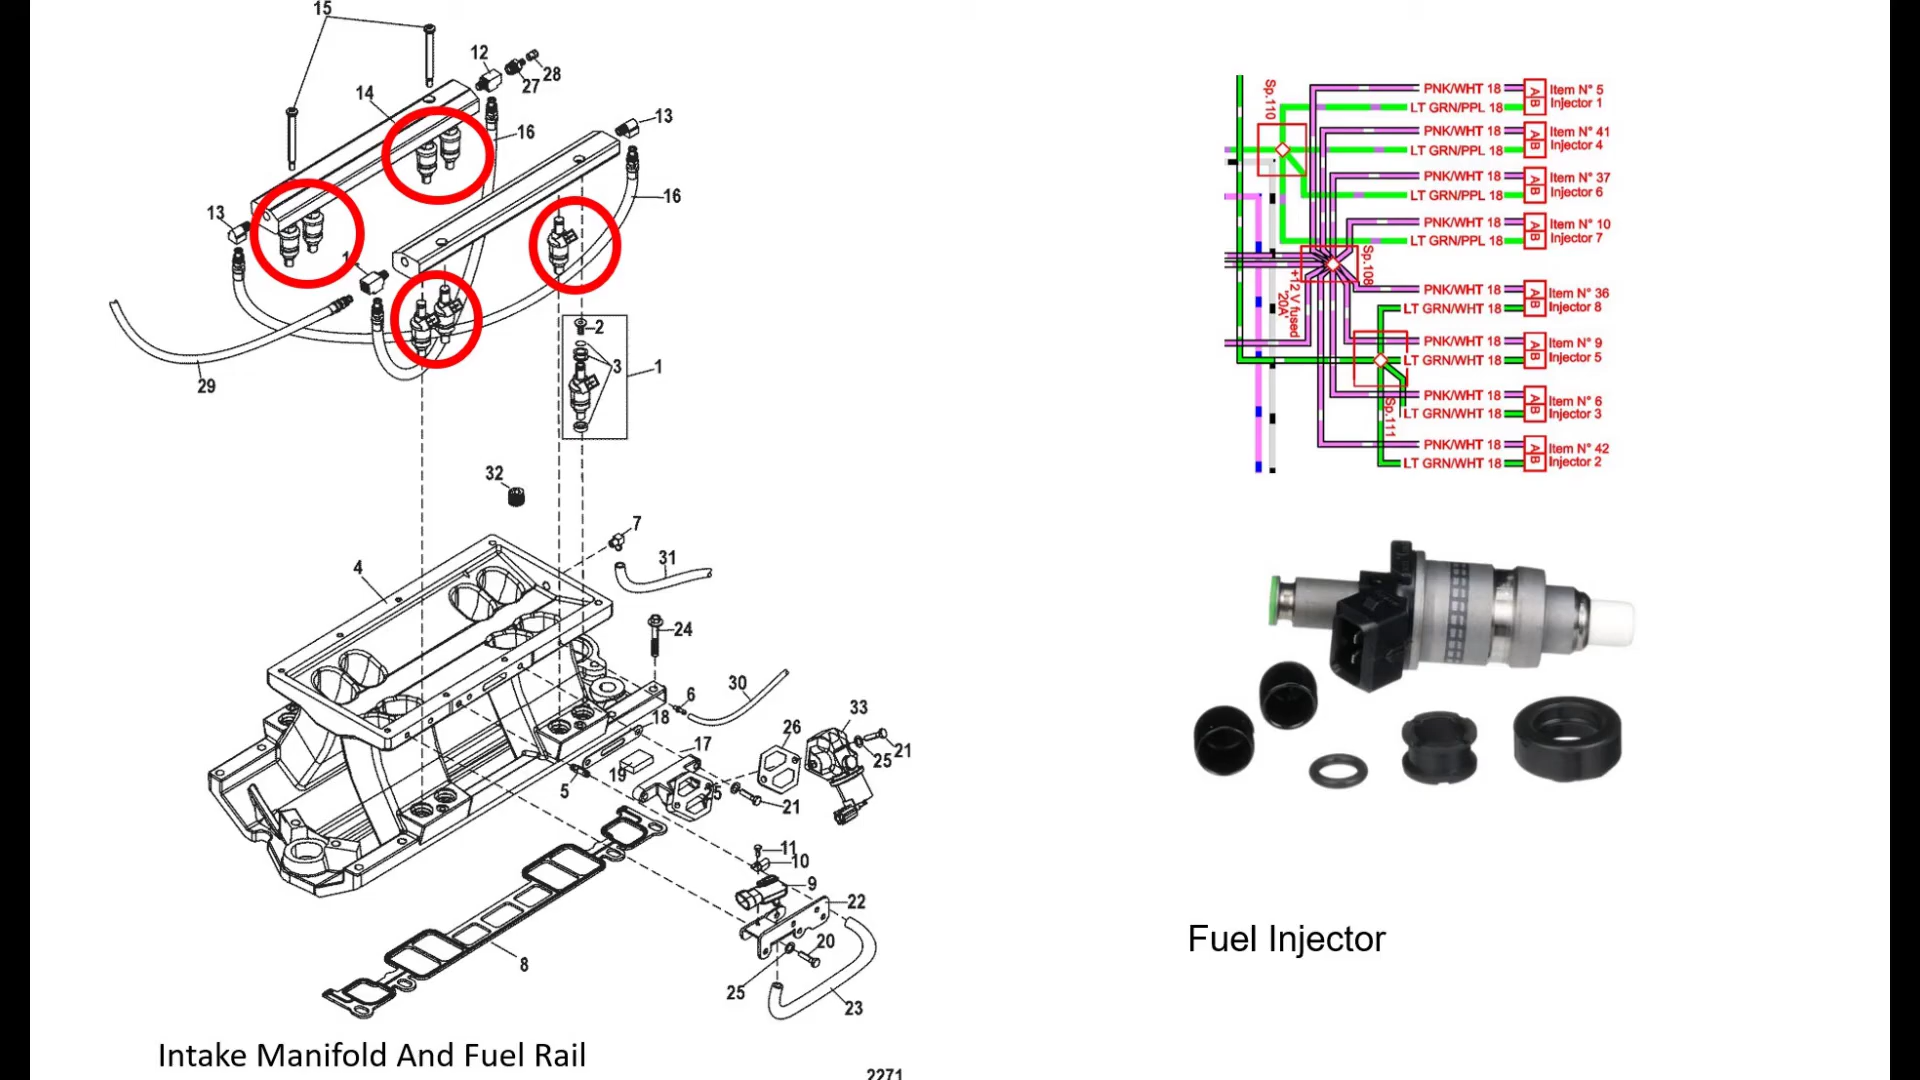 15
12
28
27
14
13
16
13
16
1
2
3
1
29
32
7
4
31
24
6
30
18
33
26
17
21
25
19
5
25
21
11
10
9
22
20
8
25
23
Intake Manifold And Fuel Rail
2271
Sp.110
PNK/WHT 18 A Item N° 5
LT GRN/PPL 18 B Injector 1
PNK/WHT 18 A Item N° 41
LT GRN/PPL 18 B Injector 4
PNK/WHT 18 A Item N° 37
LT GRN/PPL 18 B Injector 6
PNK/WHT 18 A Item N° 10
LT GRN/PPL 18 B Injector 7
Sp.108
+12 V fused
"20A"
PNK/WHT 18 A Item N° 36
LT GRN/WHT 18 B Injector 8
PNK/WHT 18 A Item N° 9
LT GRN/WHT 18 B Injector 5
PNK/WHT 18 A Item N° 6
LT GRN/WHT 18 B Injector 3
Sp.111
PNK/WHT 18 A Item N° 42
LT GRN/WHT 18 B Injector 2
Fuel Injector